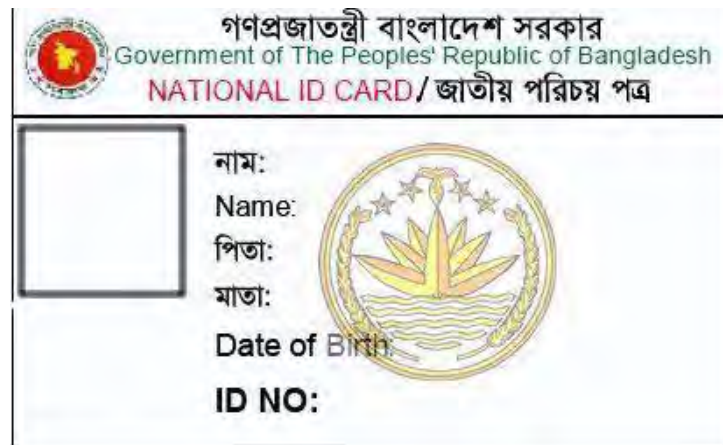 গণপ্রজাতন্ত্রী বাংলাদেশ সরকার
Government of The Peoples' Republic of Bangladesh
NATIONAL ID CARD/ জাতীয় পরিচয় পত্র
নাম:
Name:
পিতা:
মাতা:
Date of Birth:
ID NO: